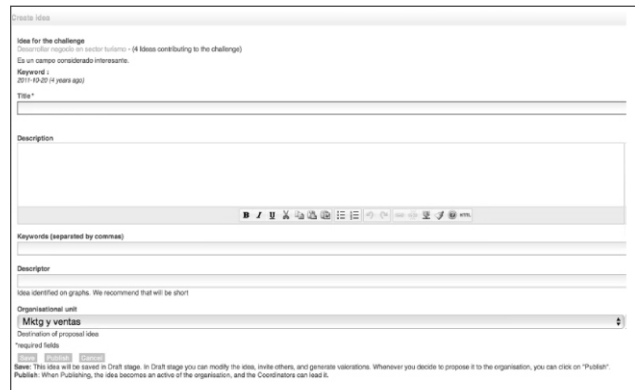 Create Idea
Idea for the challenge
Desarrollar negocio en sector turismo - (4 Ideas contributing to the challenge)
Es un campo considerado interesante.
Keyword :
2011-10-20 (4 years ago)
Title*
Description
B I U HTML
Keywords (separated by commas)
Descriptor
Idea identified on graphs. We recommend that will be short
Organisational unit
Mktg y ventas
Destination of proposal idea
*required fields
Save Publish Cancel
Save: This idea will be saved in Draft stage. In Draft stage you can modify the idea, invite others, and generate valorations. Whenever you decide to propose it to the organisation, you can click on "Publish".
Publish: When Publishing, the idea becomes an active of the organisation, and the Coordinators can lead it.